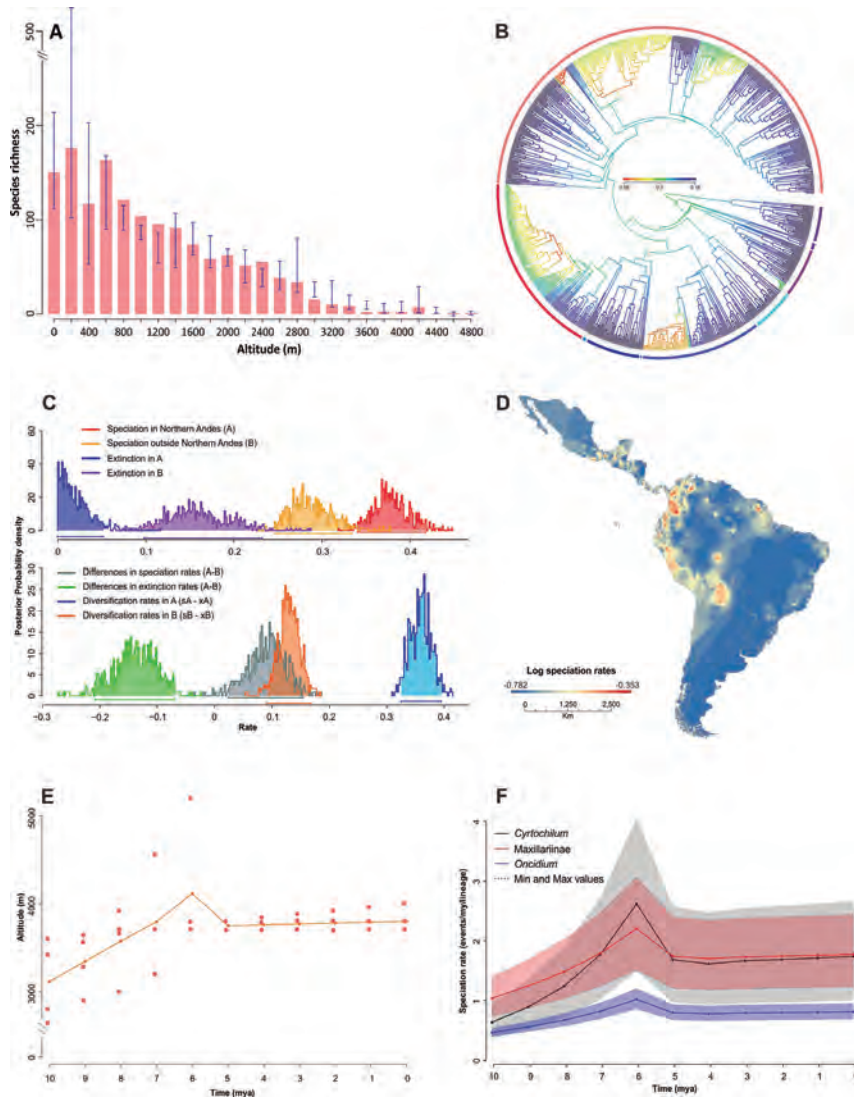 A
500
200
100
0
Species richness
0
400
800
1200
1600
2000
2400
2800
3200
3600
4000
4400
4800
Altitude (m)
B
C
Speciation in Northern Andes (A)
Speciation outside Northern Andes (B)
Extinction in A
Extinction in B
60
40
20
0
0
0.1
0.2
0.3
0.4
Posterior Probability density
Differences in speciation rates (A-B)
Differences in extinction rates (A-B)
Diversification rates in A (sA - xA)
Diversification rates in B (sB - xB)
30
25
20
15
10
5
0
−0.3
-0.2
-0.1
0
0.1
0.2
0.3
0.4
Rate
D
Log speciation rates
-0.782
-0.353
0
1,250
2,500
Km
E
5000
4000
3000
0
Altitude (m)
10
9
8
7
6
5
4
3
2
1
0
Time (mya)
F
Cyrtochilum
Maxillariinae
Oncidium
Min and Max values
4
3
2
1
0
Speciation rate (events/my/lineage)
10
9
8
7
6
5
4
3
2
1
Time (mya)